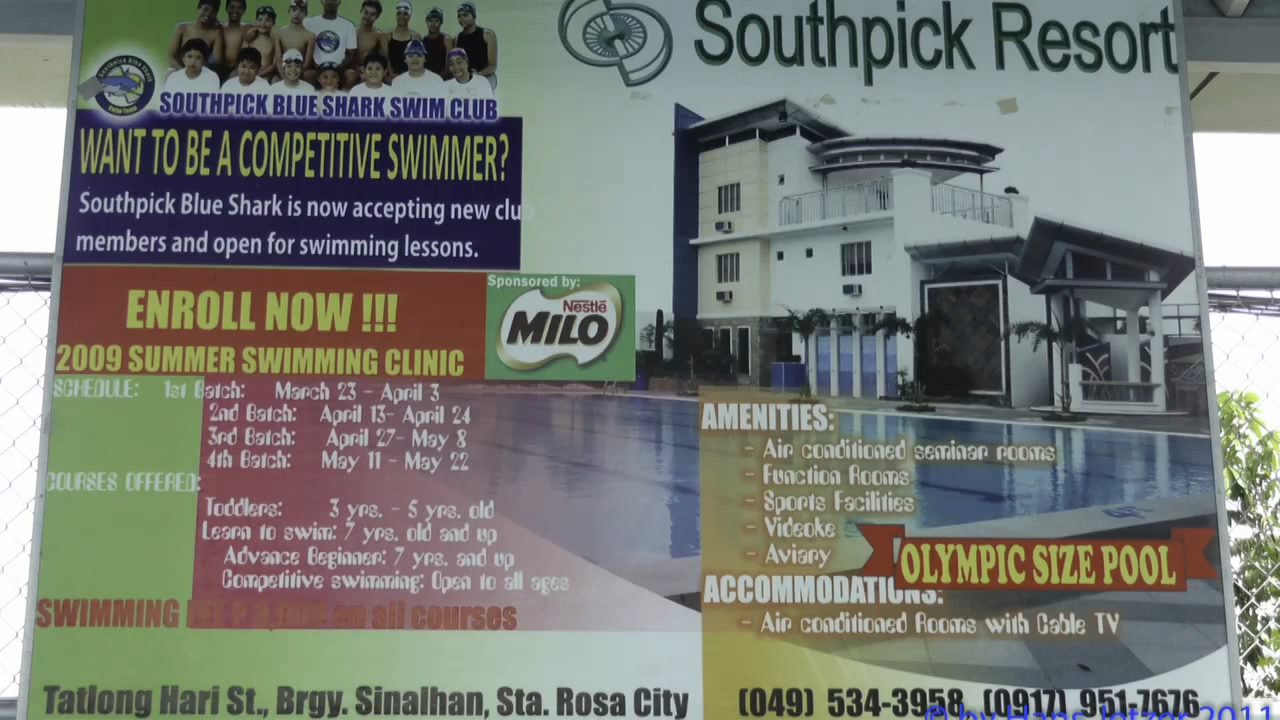 Southpick Resort
SOUTHPICK BLUE SHARK SWIM CLUB
WANT TO BE A COMPETITIVE SWIMMER?
Southpick Blue Shark is now accepting new club
members and open for swimming lessons.
ENROLL NOW !!!
2009 SUMMER SWIMMING CLINIC
Sponsored by:
Nestlé
MILO
SCHEDULE: 1st Batch: March 23 - April 3
2nd Batch: April 13- April 24
3rd Batch: April 27- May 8
4th Batch: May 11 - May 22
COURSES OFFERED:
Toddlers: 3 yrs. - 5 yrs. old
Learn to swim: 7 yrs. old and up
Advance Beginner: 7 yrs. and up
Competitive swimming: Open to all ages
SWIMMING on all courses
AMENITIES:
- Air conditioned seminar rooms
- Function Rooms
- Sports Facilities
- Videoke
- Aviary
OLYMPIC SIZE POOL
ACCOMMODATIONS:
- Air conditioned Rooms with Cable TV
Tatlong Hari St., Brgy. Sinalhan, Sta. Rosa City
(049) 534-3958, (0917) 951-7676
© by Hans 2011